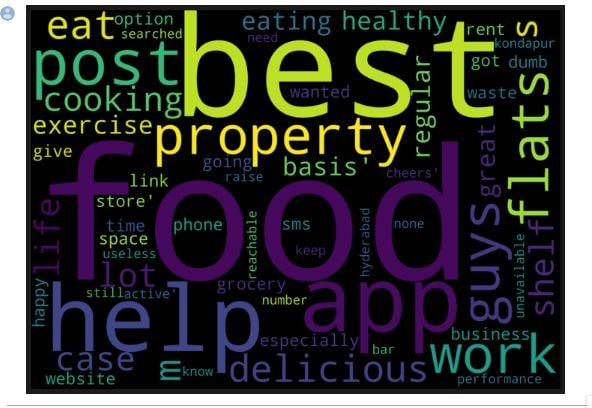 eat
option
searched
best
eating
healthy
need
rent
s
kondapur
post
got
dumb
cooking
wanted
regular
waste
flats
exercise
property
give
going
basis'
great
raise
cheers'
link
food
store'
life
time
phone
sms
none
guys
shelf
space
reachable
hyderabad
useless
keep
unavailable
lot
grocery
app
happy
still
active'
number
help
especially
business
bar
work
case
m
know
delicious
website
performance